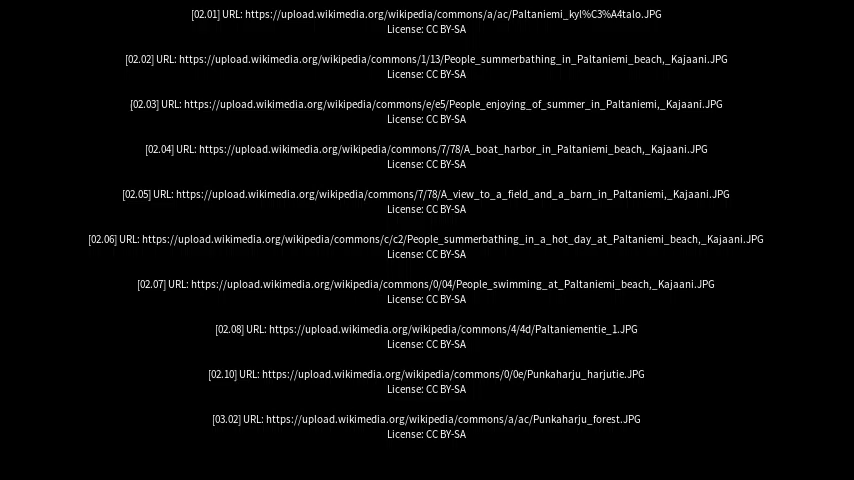 [02.01] URL: https://upload.wikimedia.org/wikipedia/commons/a/ac/Paltaniemi_kyl%C3%A4talo.JPG
License: CC BY-SA
[02.02] URL: https://upload.wikimedia.org/wikipedia/commons/1/13/People_summerbathing_in_Paltaniemi_beach,_Kajaani.JPG
License: CC BY-SA
[02.03] URL: https://upload.wikimedia.org/wikipedia/commons/e/e5/People_enjoying_of_summer_in_Paltaniemi,_Kajaani.JPG
License: CC BY-SA
[02.04] URL: https://upload.wikimedia.org/wikipedia/commons/7/78/A_boat_harbor_in_Paltaniemi_beach,_Kajaani.JPG
License: CC BY-SA
[02.05] URL: https://upload.wikimedia.org/wikipedia/commons/7/78/A_view_to_a_field_and_a_barn_in_Paltaniemi,_Kajaani.JPG
License: CC BY-SA
[02.06] URL: https://upload.wikimedia.org/wikipedia/commons/c/c2/People_summerbathing_in_a_hot_day_at_Paltaniemi_beach,_Kajaani.JPG
License: CC BY-SA
[02.07] URL: https://upload.wikimedia.org/wikipedia/commons/0/04/People_swimming_at_Paltaniemi_beach,_Kajaani.JPG
License: CC BY-SA
[02.08] URL: https://upload.wikimedia.org/wikipedia/commons/4/4d/Paltaniementie_1.JPG
License: CC BY-SA
[02.10] URL: https://upload.wikimedia.org/wikipedia/commons/0/0e/Punkaharju_harjutie.JPG
License: CC BY-SA
[03.02] URL: https://upload.wikimedia.org/wikipedia/commons/a/ac/Punkaharju_forest.JPG
License: CC BY-SA